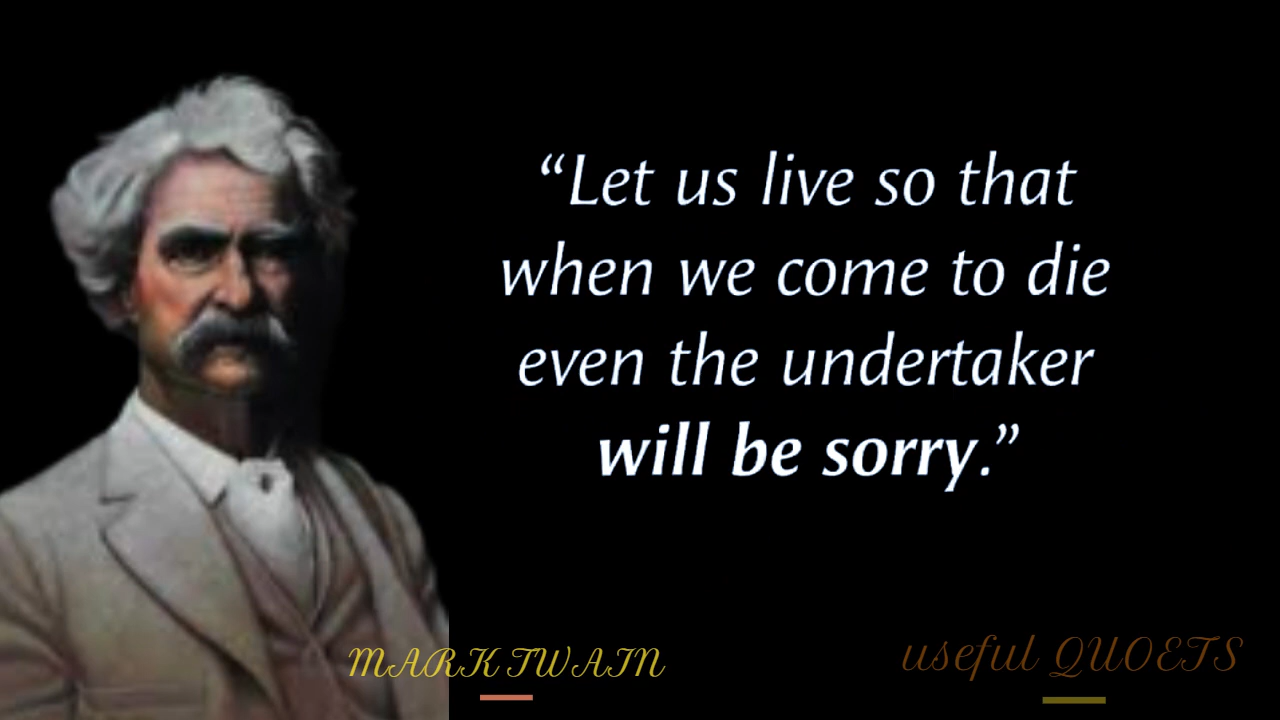 “Let us live so that
when we come to die
even the undertaker
will be sorry.”
MARK TWAIN
useful QUOETS